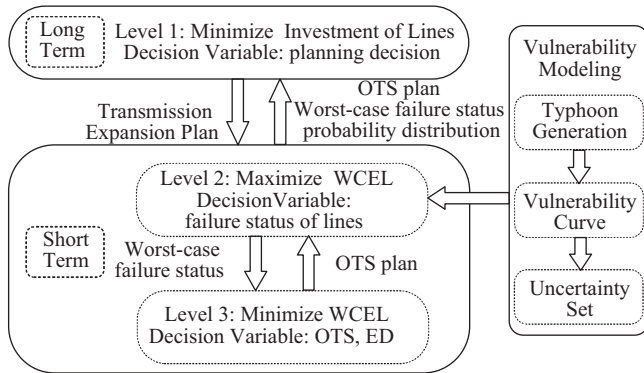 Long
Term
Level 1: Minimize Investment of Lines
Decision Variable: planning decision
Transmission
Expansion Plan
OTS plan
Worst-case failure status
probability distribution
Short
Term
Level 2: Maximize WCEL
DecisionVariable:
failure status of lines
Worst-case
failure status
OTS plan
Level 3: Minimize WCEL
Decision Variable: OTS, ED
Vulnerability
Modeling
Typhoon
Generation
Vulnerability
Curve
Uncertainty
Set